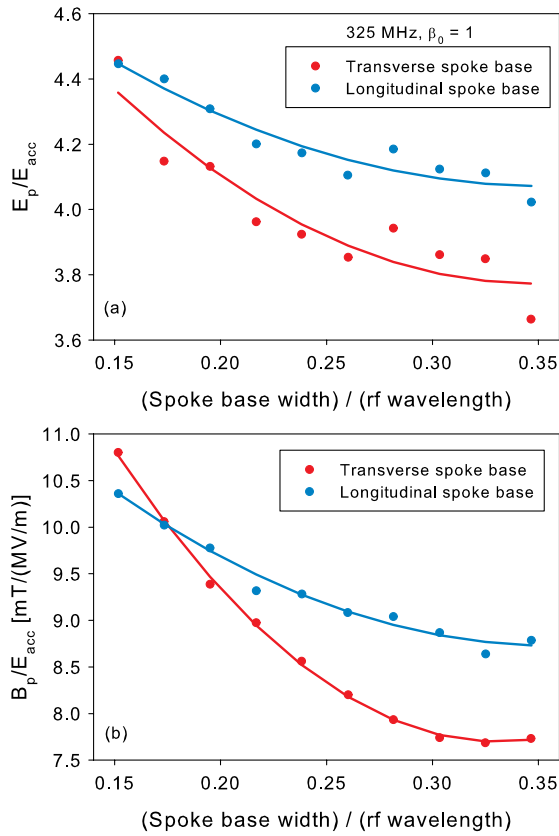 4.6
325 MHz, β0 = 1
Transverse spoke base
Longitudinal spoke base
4.4
4.2
4.0
3.8
3.6
Ep/Eacc
(a)
0.15 0.20 0.25 0.30 0.35
(Spoke base width) / (rf wavelength)
11.0
Transverse spoke base
Longitudinal spoke base
10.5
10.0
9.5
9.0
8.5
8.0
7.5
Bp/Eacc [mT/(MV/m)]
(b)
0.15 0.20 0.25 0.30 0.35
(Spoke base width) / (rf wavelength)